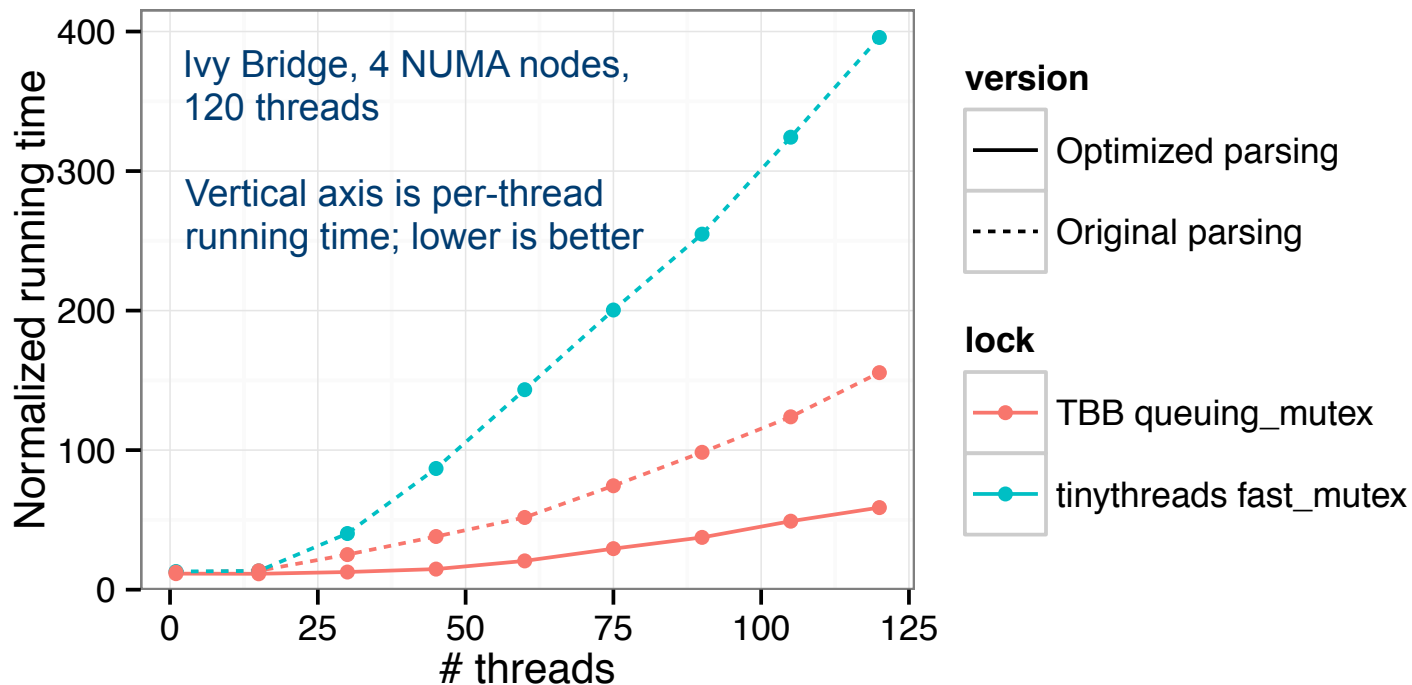 400
300
200
100
0
Normalized running time
Ivy Bridge, 4 NUMA nodes,
120 threads
Vertical axis is per-thread
running time; lower is better
0 25 50 75 100 125
# threads
version
Optimized parsing
Original parsing
lock
TBB queuing_mutex
tinythreads fast_mutex